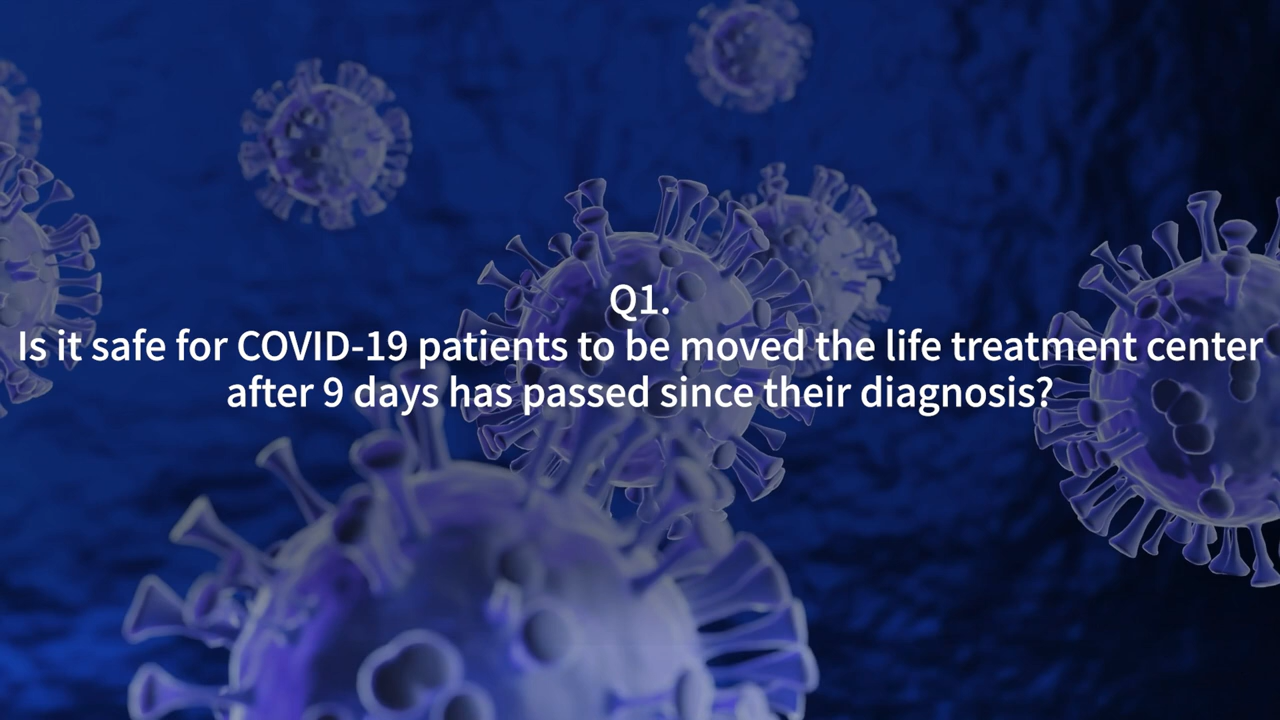 Q1.
Is it safe for COVID-19 patients to be moved the life treatment center
after 9 days has passed since their diagnosis?